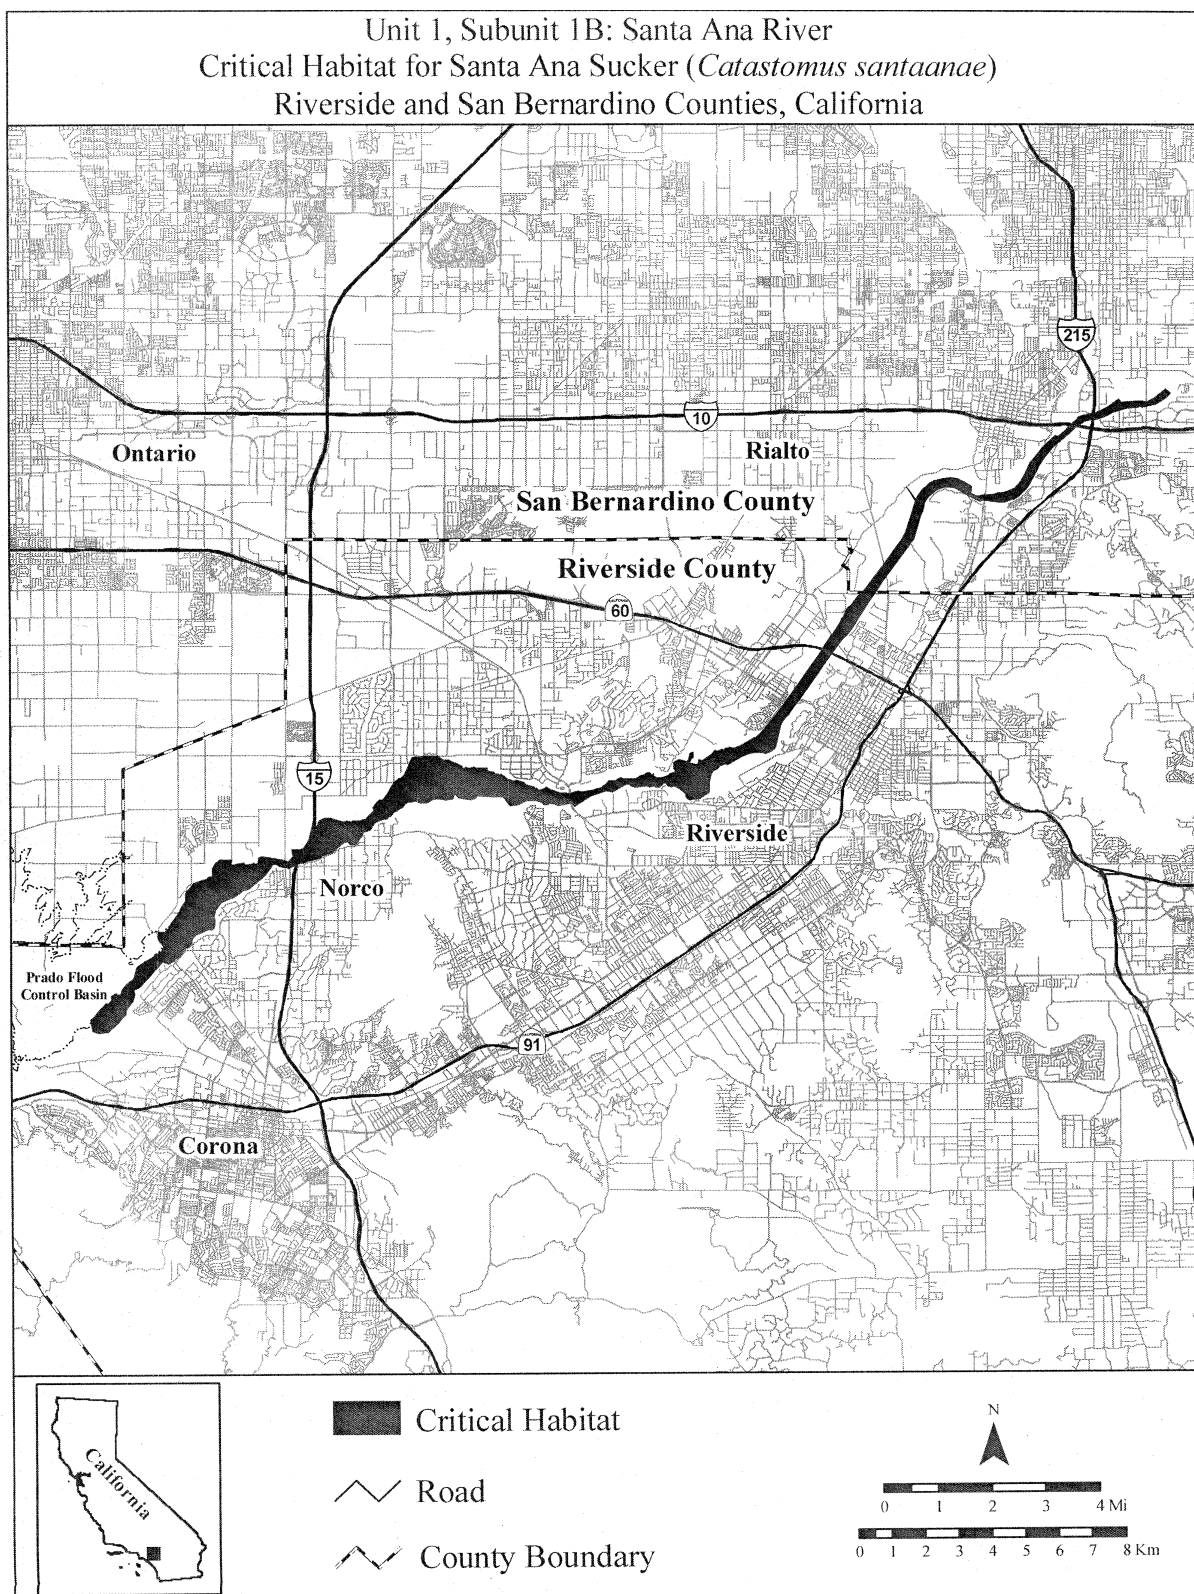 Unit 1, Subunit 1B: Santa Ana River
Critical Habitat for Santa Ana Sucker (Catastomus santaanae)
Riverside and San Bernardino Counties, California
215
10
Ontario
Rialto
San Bernardino County
Riverside County
60
15
Riverside
Norco
Prado Flood
Control Basin
91
Corona
California
Critical Habitat
Road
County Boundary
N
0 1 2 3 4 Mi
0 1 2 3 4 5 6 7 8 Km